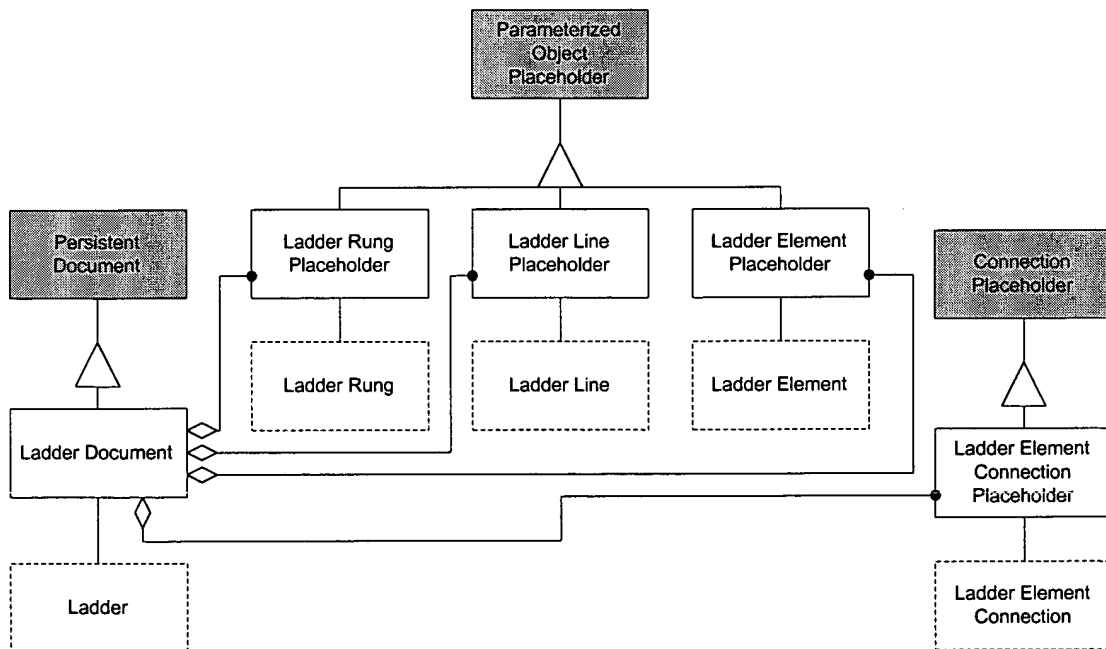 Parameterized
Object
Placeholder
Persistent
Document
Ladder Rung
Placeholder
Ladder Line
Placeholder
Ladder Element
Placeholder
Connection
Placeholder
Ladder Rung
Ladder Line
Ladder Element
Ladder Document
Ladder Element
Connection
Placeholder
Ladder
Ladder Element
Connection